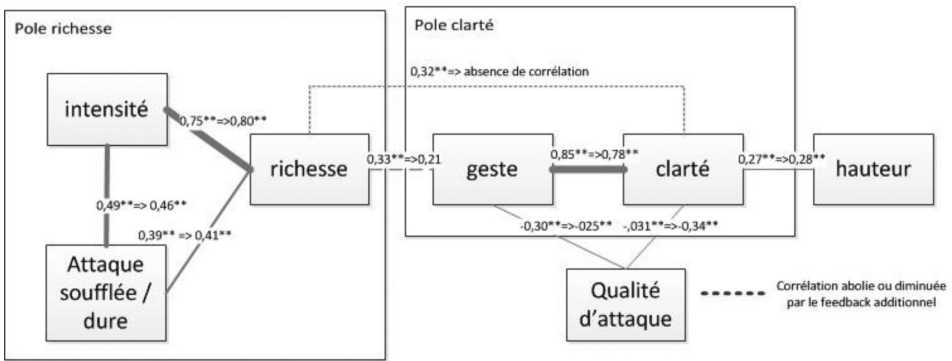 Pole richesse
Pole clarté
0,32**=> absence de corrélation
intensité
0,75**=>0,80**
richesse
0,33**=>0,21
geste
0,85**=>0,78**
clarté
0,27**=>0,28**
hauteur
0,49**=> 0,46**
0,39** => 0,41**
-0,30**=>-025**
-,031**=>-0,34**
Attaque
soufflée /
dure
Qualité
d'attaque
Corrélation abolie ou diminuée
par le feedback additionnel